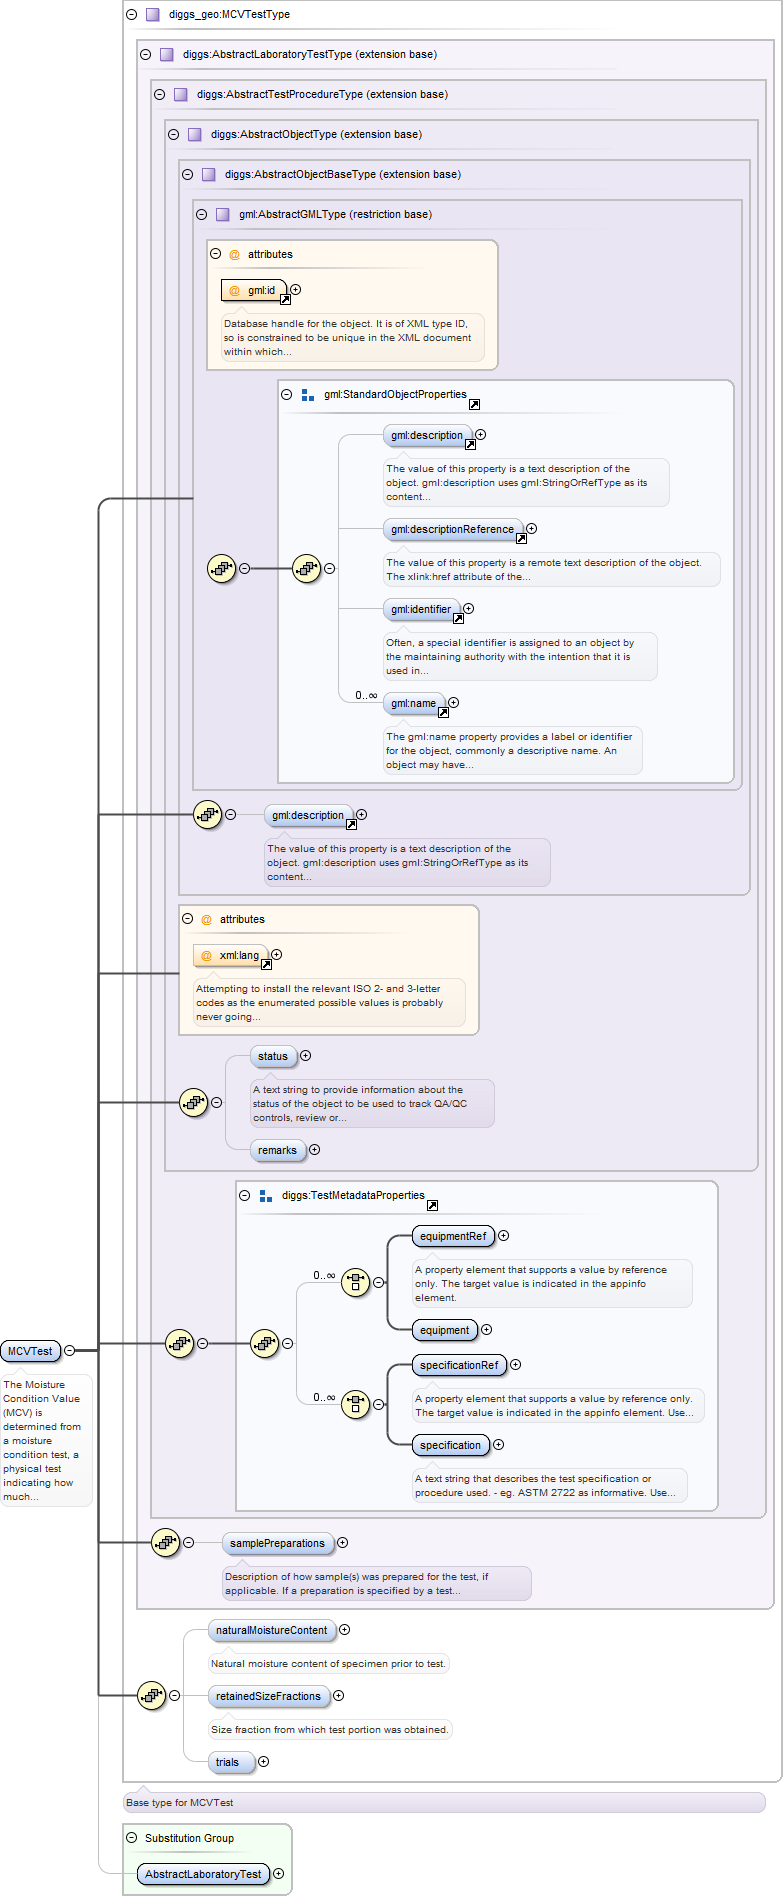 diggs_geo:MCVTestType
diggs:AbstractLaboratoryTestType (extension base)
diggs:AbstractTestProcedureType (extension base)
diggs:AbstractObjectType (extension base)
diggs:AbstractObjectBaseType (extension base)
gml:AbstractGMLType (restriction base)
@ attributes
@ gml:id
Database handle for the object. It is of XML type ID,
so is constrained to be unique in the XML document
within which...
gml:StandardObjectProperties
gml:description
The value of this property is a text description of the
object. gml:description uses gml:StringOrRefType as its
content...
gml:descriptionReference
The value of this property is a remote text description of the object.
The xlink:href attribute of the...
gml:identifier
Often, a special identifier is assigned to an object by
the maintaining authority with the intention that it is
used in...
0..∞
gml:name
The gml:name property provides a label or identifier
for the object, commonly a descriptive name. An
object may have...
gml:description
The value of this property is a text description of the
object. gml:description uses gml:StringOrRefType as its
content...
@ attributes
@ xml:lang
Attempting to install the relevant ISO 2- and 3-letter
codes as the enumerated possible values is probably
never going...
status
A text string to provide information about the
status of the object to be used to track QA/QC
controls, review or...
remarks
diggs:TestMetadataProperties
0..∞
equipmentRef
A property element that supports a value by reference
only. The target value is indicated in the appinfo
element.
equipment
0..∞
specificationRef
A property element that supports a value by reference only.
The target value is indicated in the appinfo element. Use...
specification
A text string that describes the test specification or
procedure used. - eg. ASTM 2722 as informative. Use...
MCVTest
The Moisture
Condition Value
(MCV) is
determined from
a moisture
condition test, a
physical test
indicating how
much...
samplePreparations
Description of how sample(s) was prepared for the test, if
applicable. If a preparation is specified by a test...
naturalMoistureContent
Natural moisture content of specimen prior to test.
retainedSizeFractions
Size fraction from which test portion was obtained.
trials
Base type for MCVTest
Substitution Group
AbstractLaboratoryTest